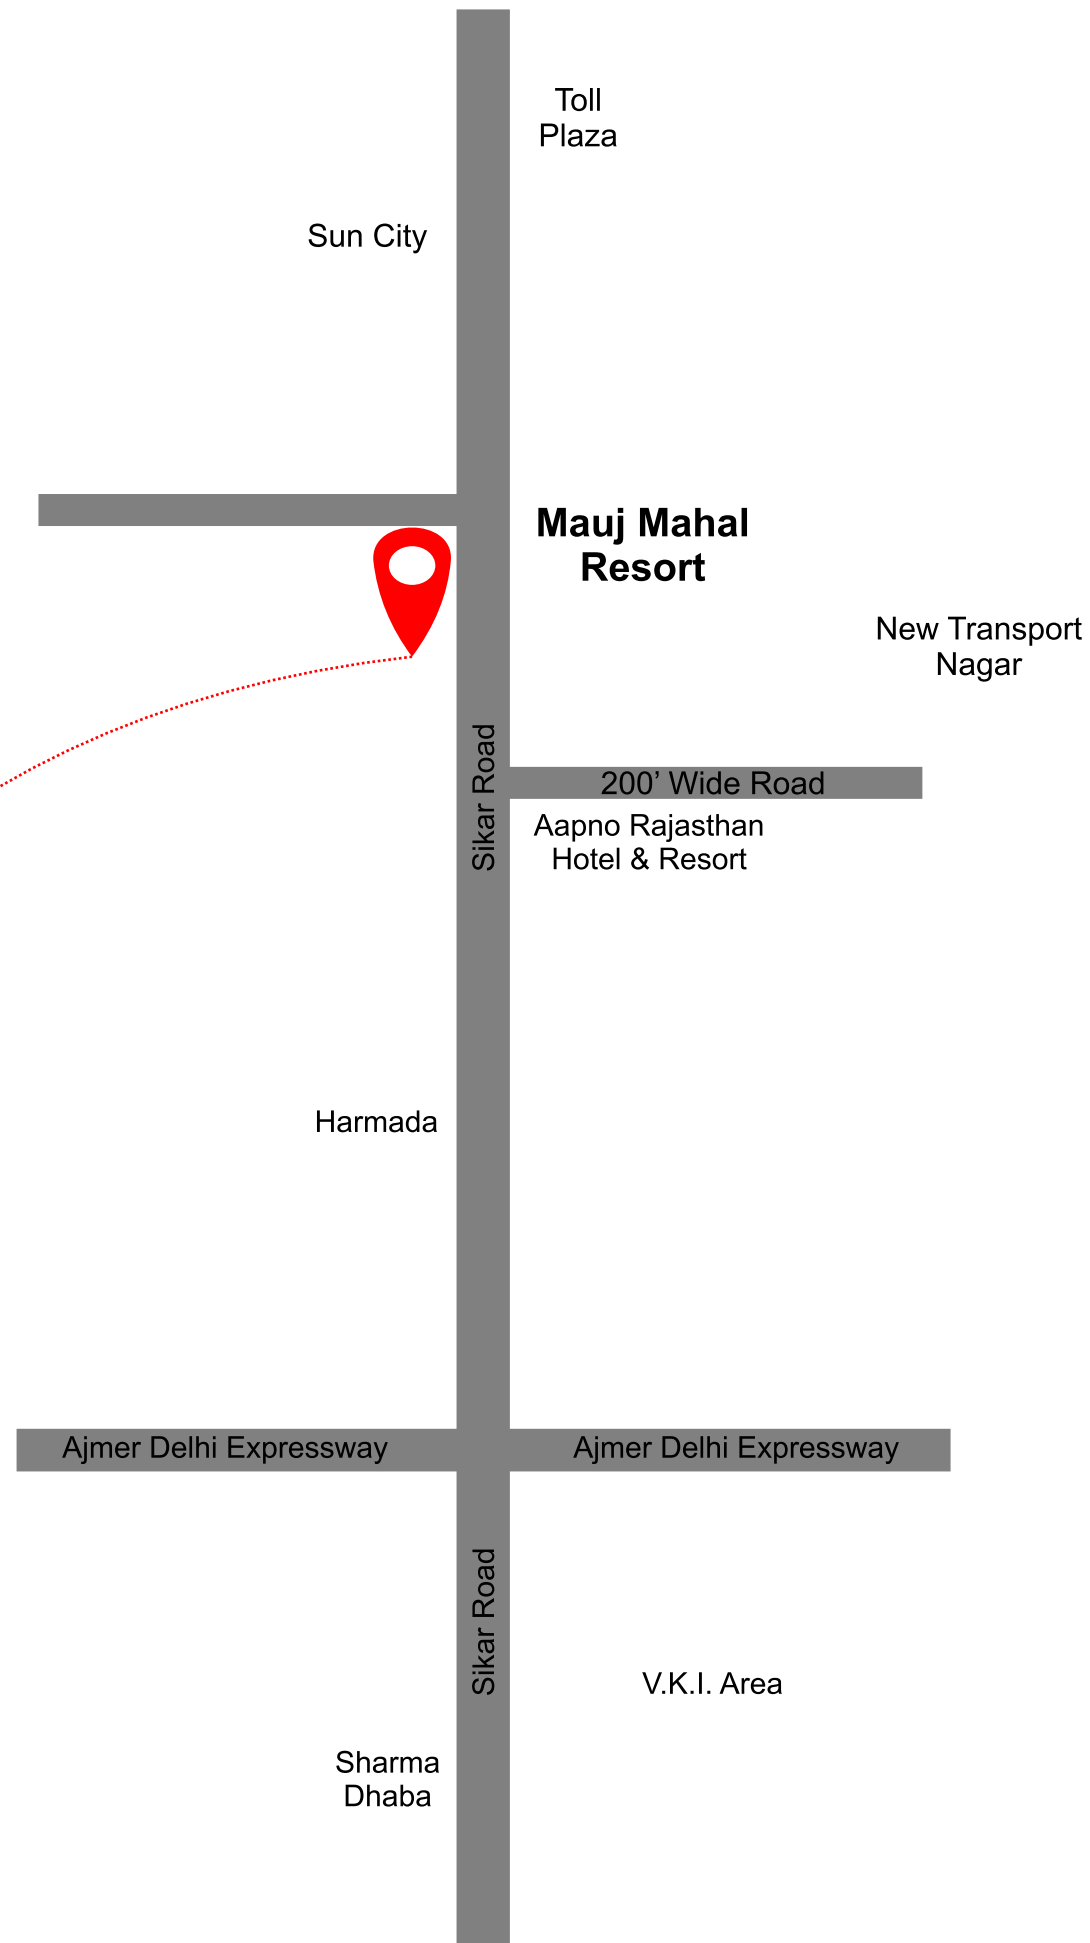 Toll
Plaza
Sun City
Mauj Mahal
Resort
New Transport
Nagar
Sikar Road
200’ Wide Road
Aapno Rajasthan
Hotel & Resort
Harmada
Ajmer Delhi Expressway
Ajmer Delhi Expressway
Sikar Road
V.K.I. Area
Sharma
Dhaba